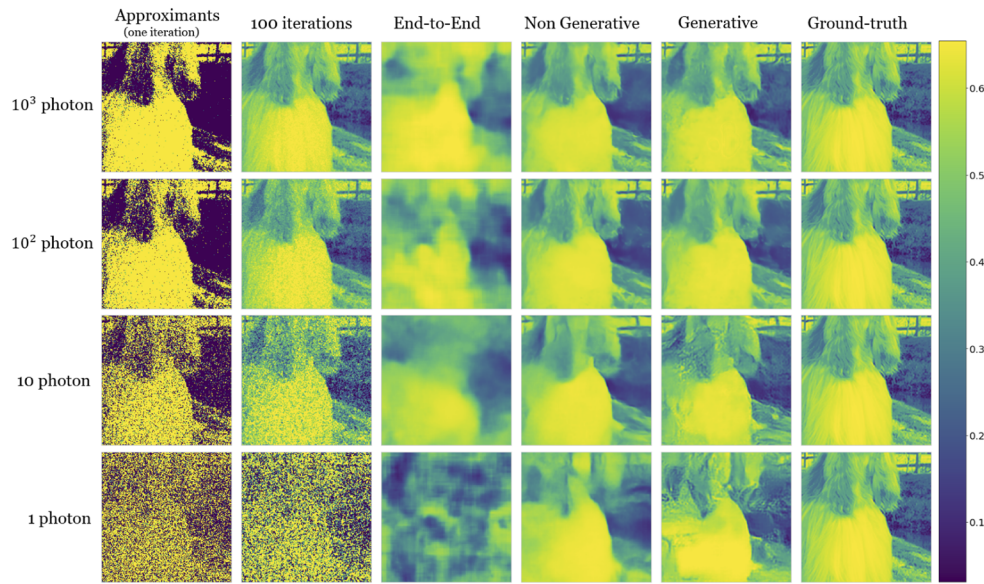 Approximants
(one iteration)
100 iterations
End-to-End
Non Generative
Generative
Ground-truth
10³ photon
10² photon
10 photon
1 photon
0.6
0.5
0.4
0.3
0.2
0.1